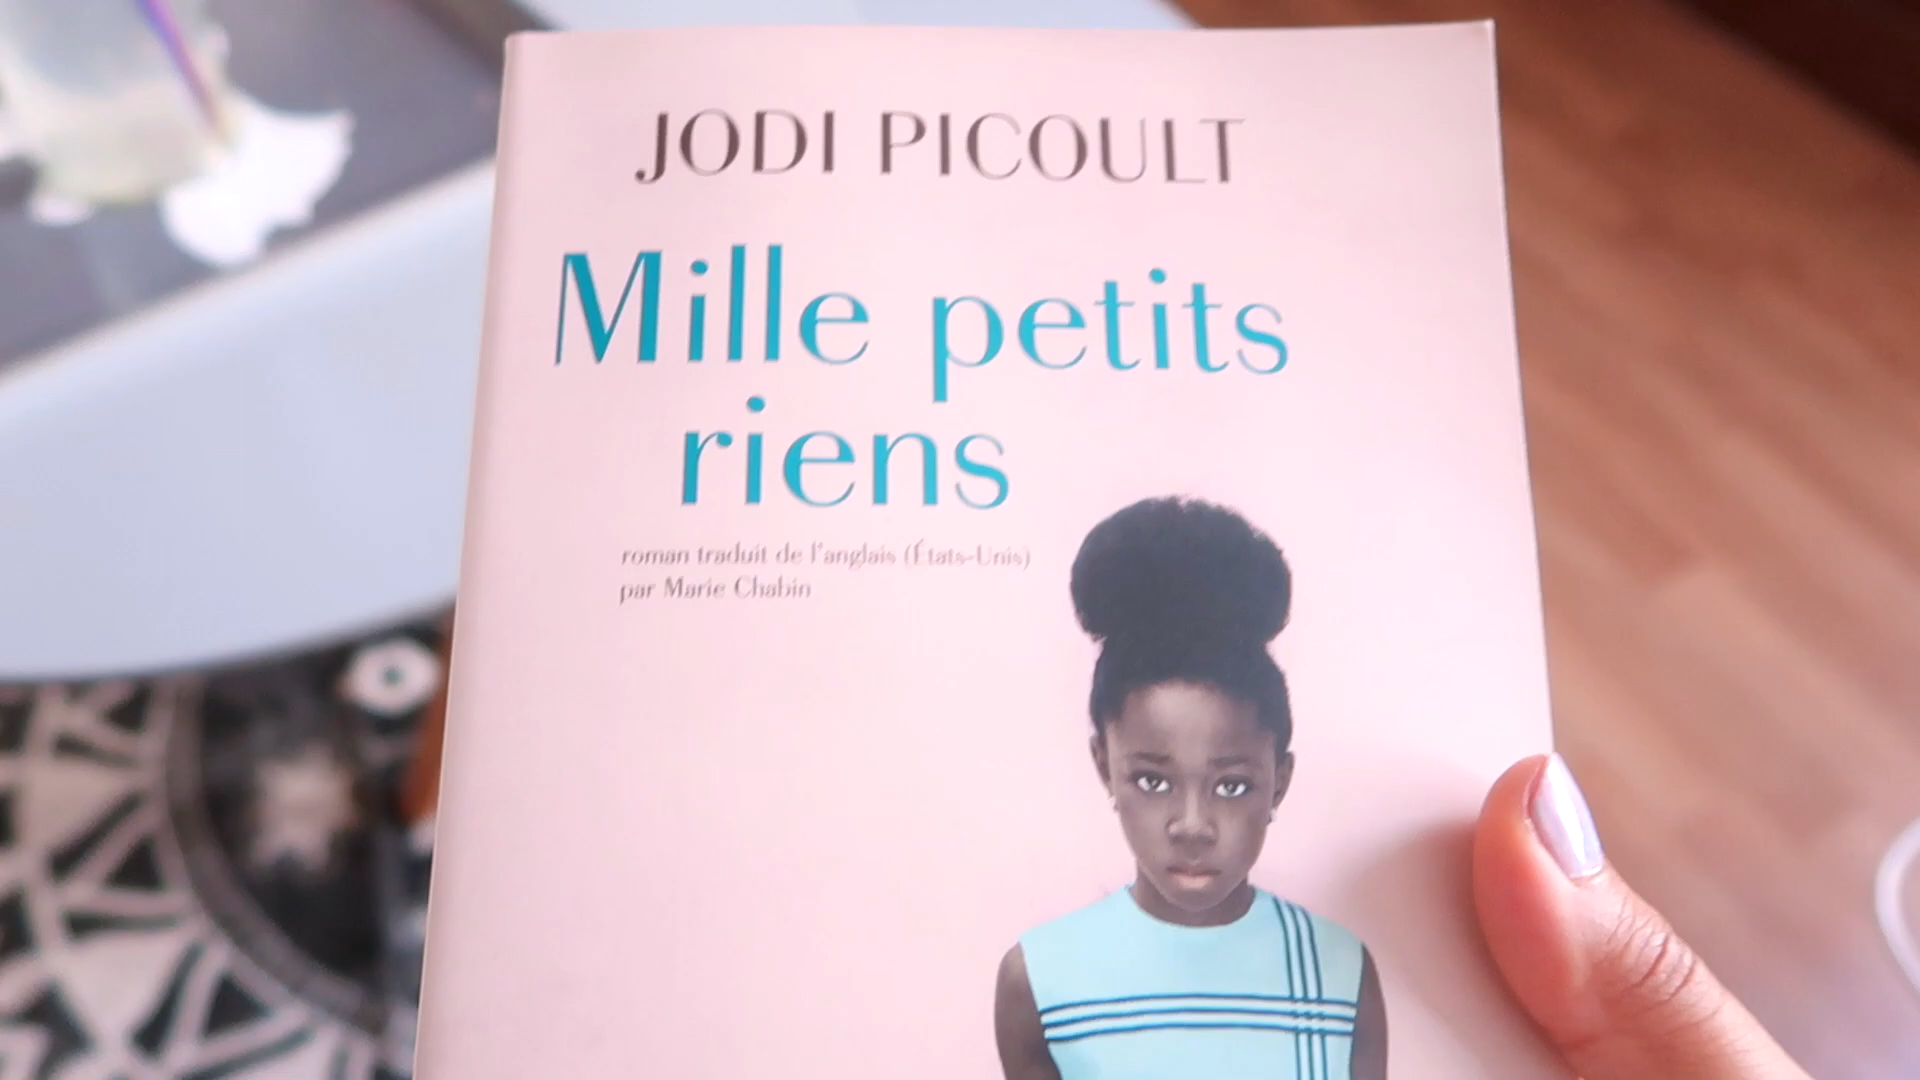 JODI PICOULT
Mille petits
riens
roman traduit de l'anglais (États-Unis)
par Marie Chabin